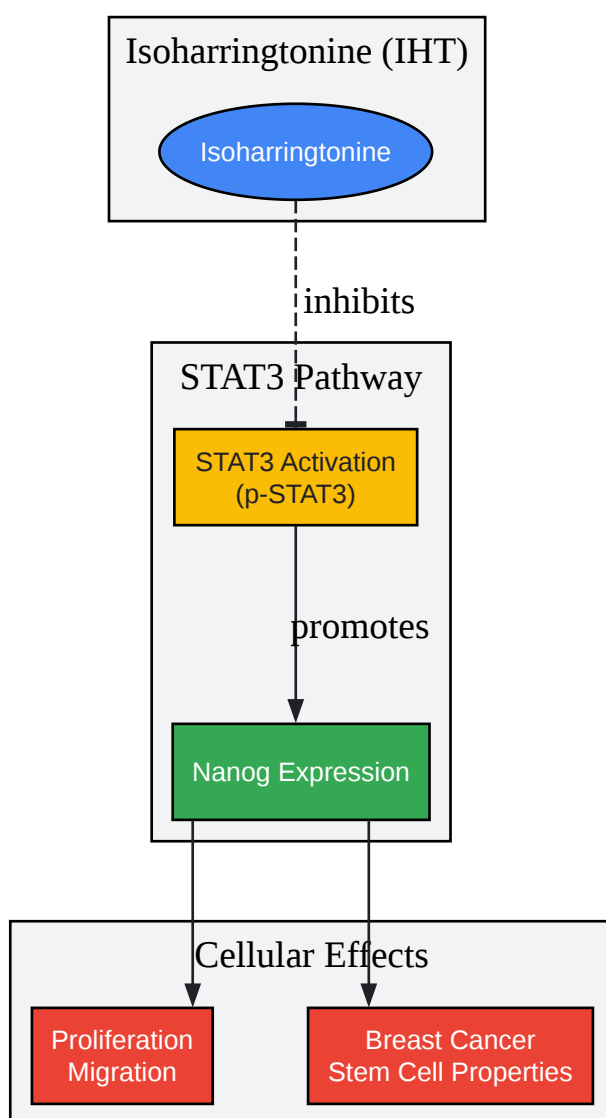 Isoharringtonine (IHT)
Isoharringtonine
inhibits
STAT3 Pathway
STAT3 Activation
(p-STAT3)
promotes
Nanog Expression
Cellular Effects
Proliferation
Migration
Breast Cancer
Stem Cell Properties